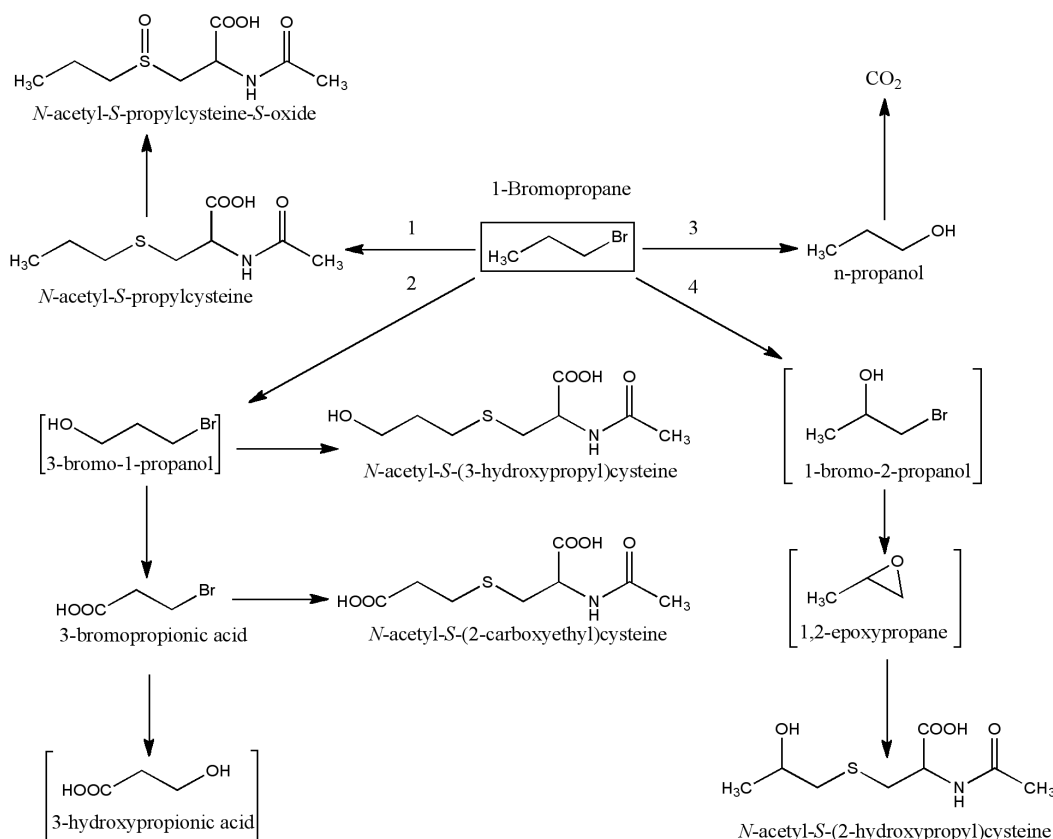 O
COOH
O
S
H₃C
N
H
CH₃
N-acetyl-S-propylcysteine-S-oxide
CO₂
1-Bromopropane
COOH
O
S
H₃C
N
H
CH₃
N-acetyl-S-propylcysteine
1
Br
H₃C
3
OH
H₃C
n-propanol
2
4
HO
Br
3-bromo-1-propanol
COOH
O
HO
S
N
H
CH₃
N-acetyl-S-(3-hydroxypropyl)cysteine
OH
Br
H₃C
1-bromo-2-propanol
Br
HOOC
3-bromopropionic acid
COOH
O
S
HOOC
N
H
CH₃
N-acetyl-S-(2-carboxyethyl)cysteine
O
H₃C
1,2-epoxypropane
OH
HOOC
3-hydroxypropionic acid
OH
COOH
O
H₃C
S
N
H
CH₃
N-acetyl-S-(2-hydroxypropyl)cysteine